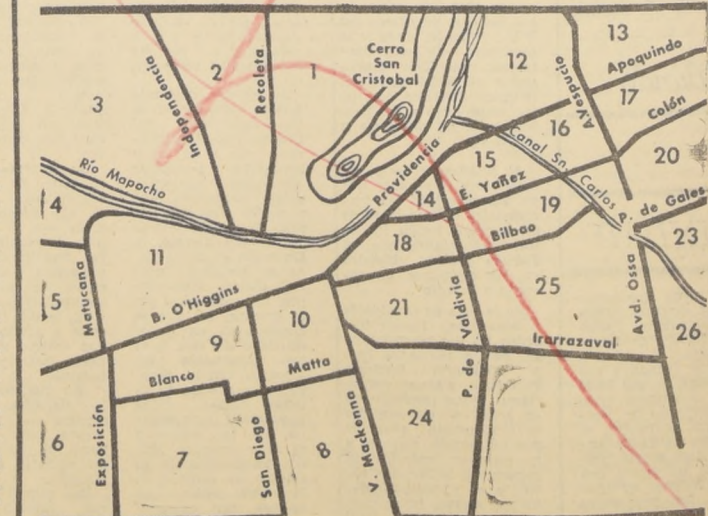 13
Cerro
San
Cristobal
Independencia
2
Recoleta
1
12
A.Vespucio
Apoquindo
3
17
Colón
16
Río Mapocho
Providencia
Canal Sn. Carlos
15
20
4
14
E. Yañez
19
P. de Gales
18
Bilbao
23
11
Matucana
5
B. O'Higgins
Valdivia
25
Avd. Ossa
21
10
26
9
Irarrazaval
Matta
Blanco
P. de
Exposición
24
6
San Diego
V. Mackenna
7
8